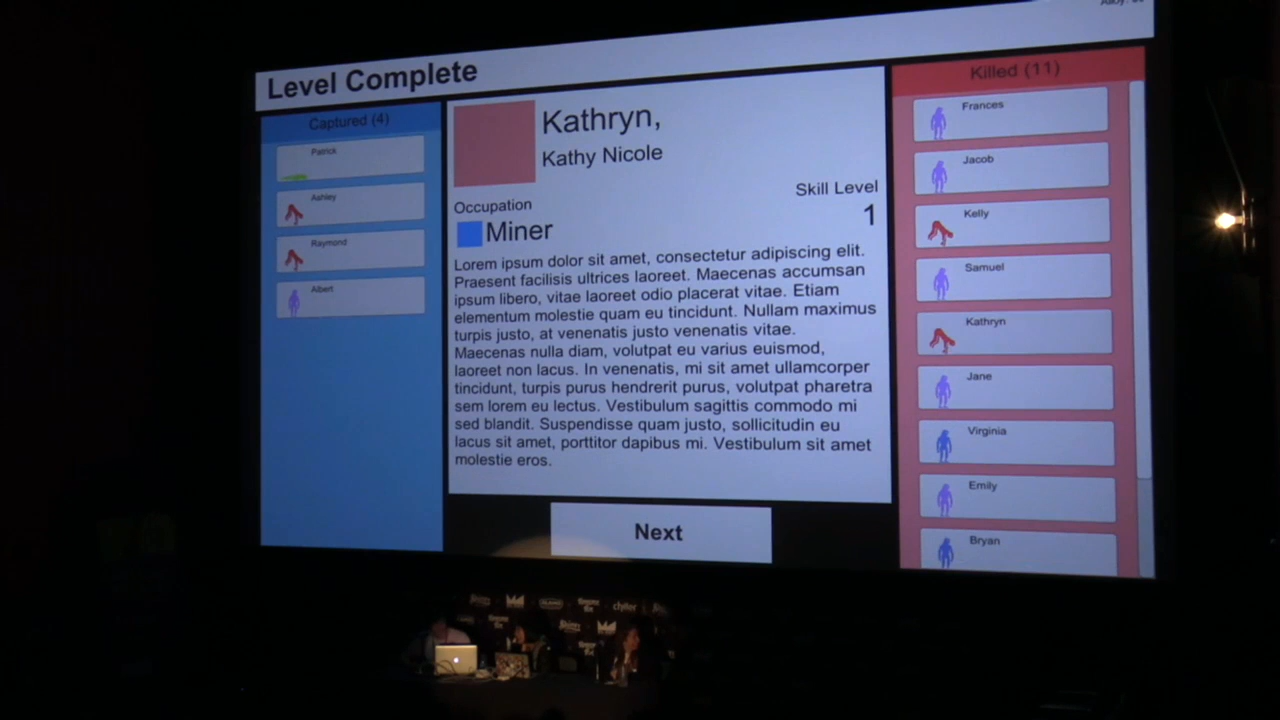 Level Complete
Captured (4)
Patrick
Ashley
Raymond
Albert
Kathryn,
Kathy Nicole
Skill Level
1
Occupation
Miner
Lorem ipsum dolor sit amet, consectetur adipiscing elit.
Praesent facilisis ultrices laoreet. Maecenas accumsan
ipsum libero, vitae laoreet odio placerat vitae. Etiam
elementum molestie quam eu tincidunt. Nullam maximus
turpis justo, at venenatis justo venenatis vitae.
Maecenas nulla diam, volutpat eu varius euismod,
laoreet non lacus. In venenatis, mi sit amet ullamcorper
tincidunt, turpis purus hendrerit purus, volutpat pharetra
sem lorem eu lectus. Vestibulum sagittis commodo mi
sed blandit. Suspendisse quam justo, sollicitudin eu
lacus sit amet, porttitor dapibus mi. Vestibulum sit amet
molestie eros.
Next
Killed (11)
Frances
Jacob
Kelly
Samuel
Kathryn
Jane
Virginia
Emily
Bryan